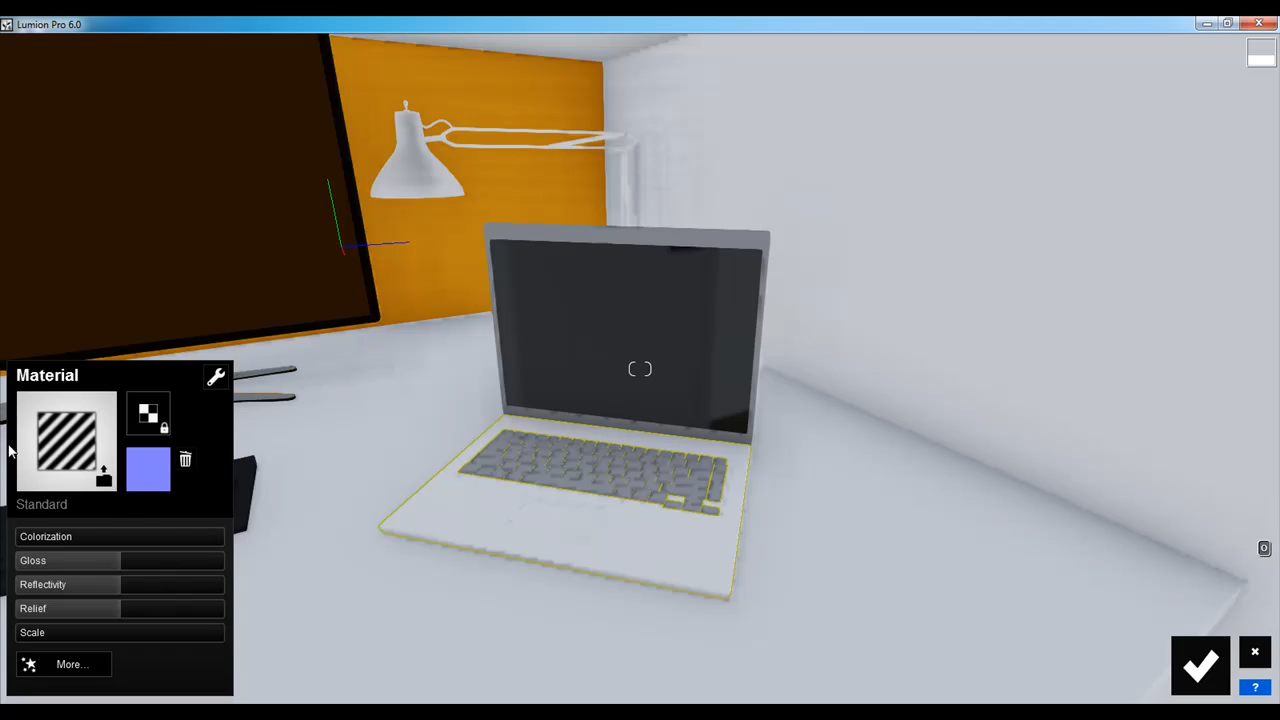 Lumion Pro 6.0
Material
Standard
Colorization
Gloss
Reflectivity
Relief
Scale
More...
?